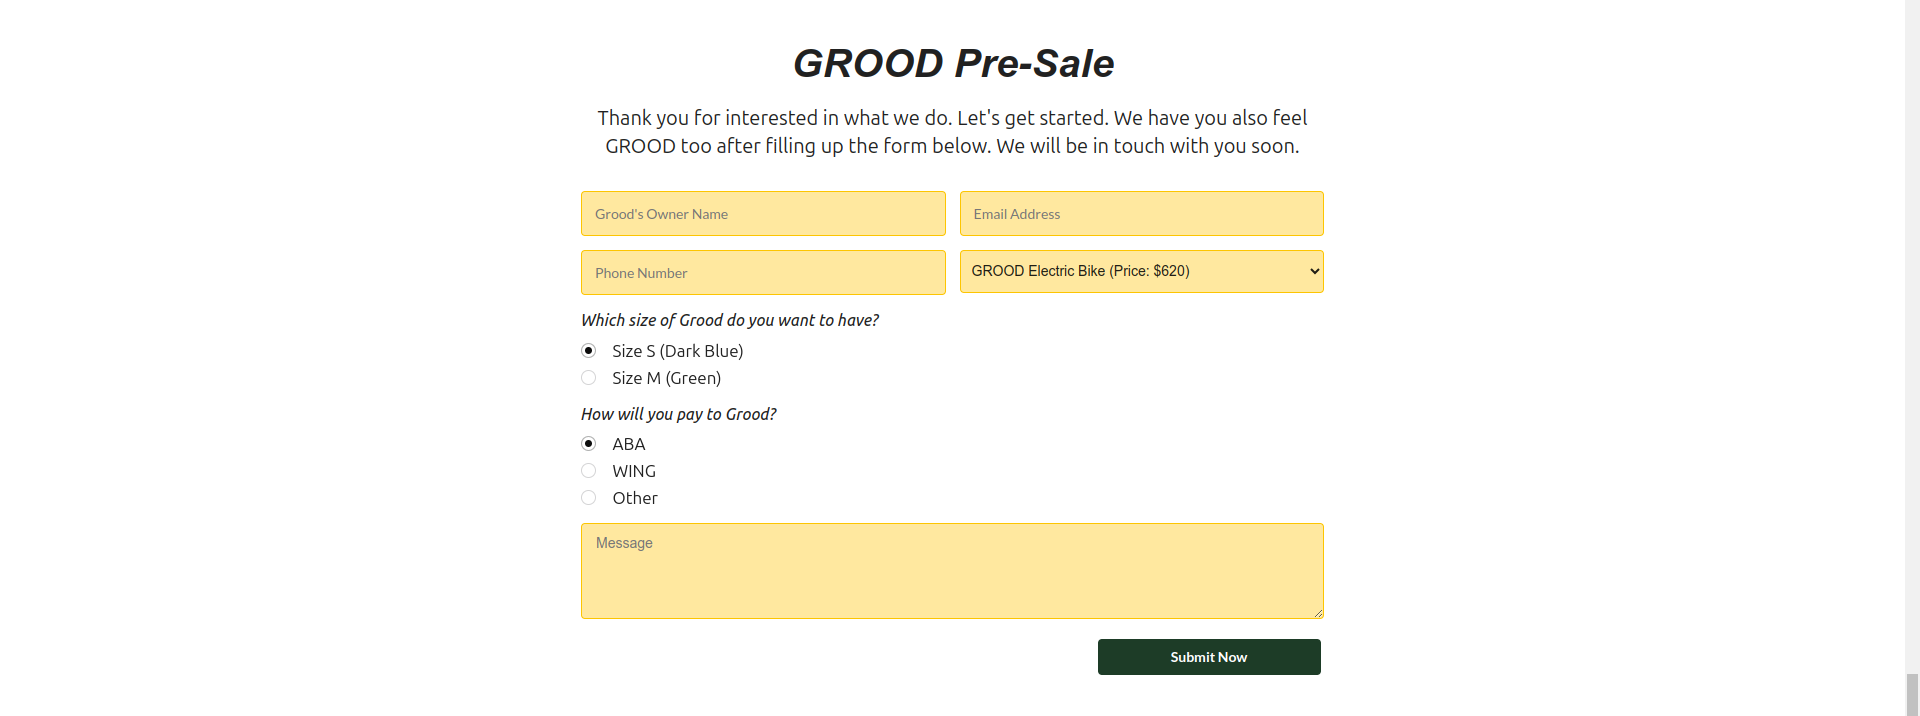 GROOD Pre-Sale
Thank you for interested in what we do. Let's get started. We have you also feel
GROOD too after filling up the form below. We will be in touch with you soon.
Grood's Owner Name
Email Address
Phone Number
GROOD Electric Bike (Price: $620)
Which size of Grood do you want to have?
Size S (Dark Blue)
Size M (Green)
How will you pay to Grood?
ABA
WING
Other
Message
Submit Now